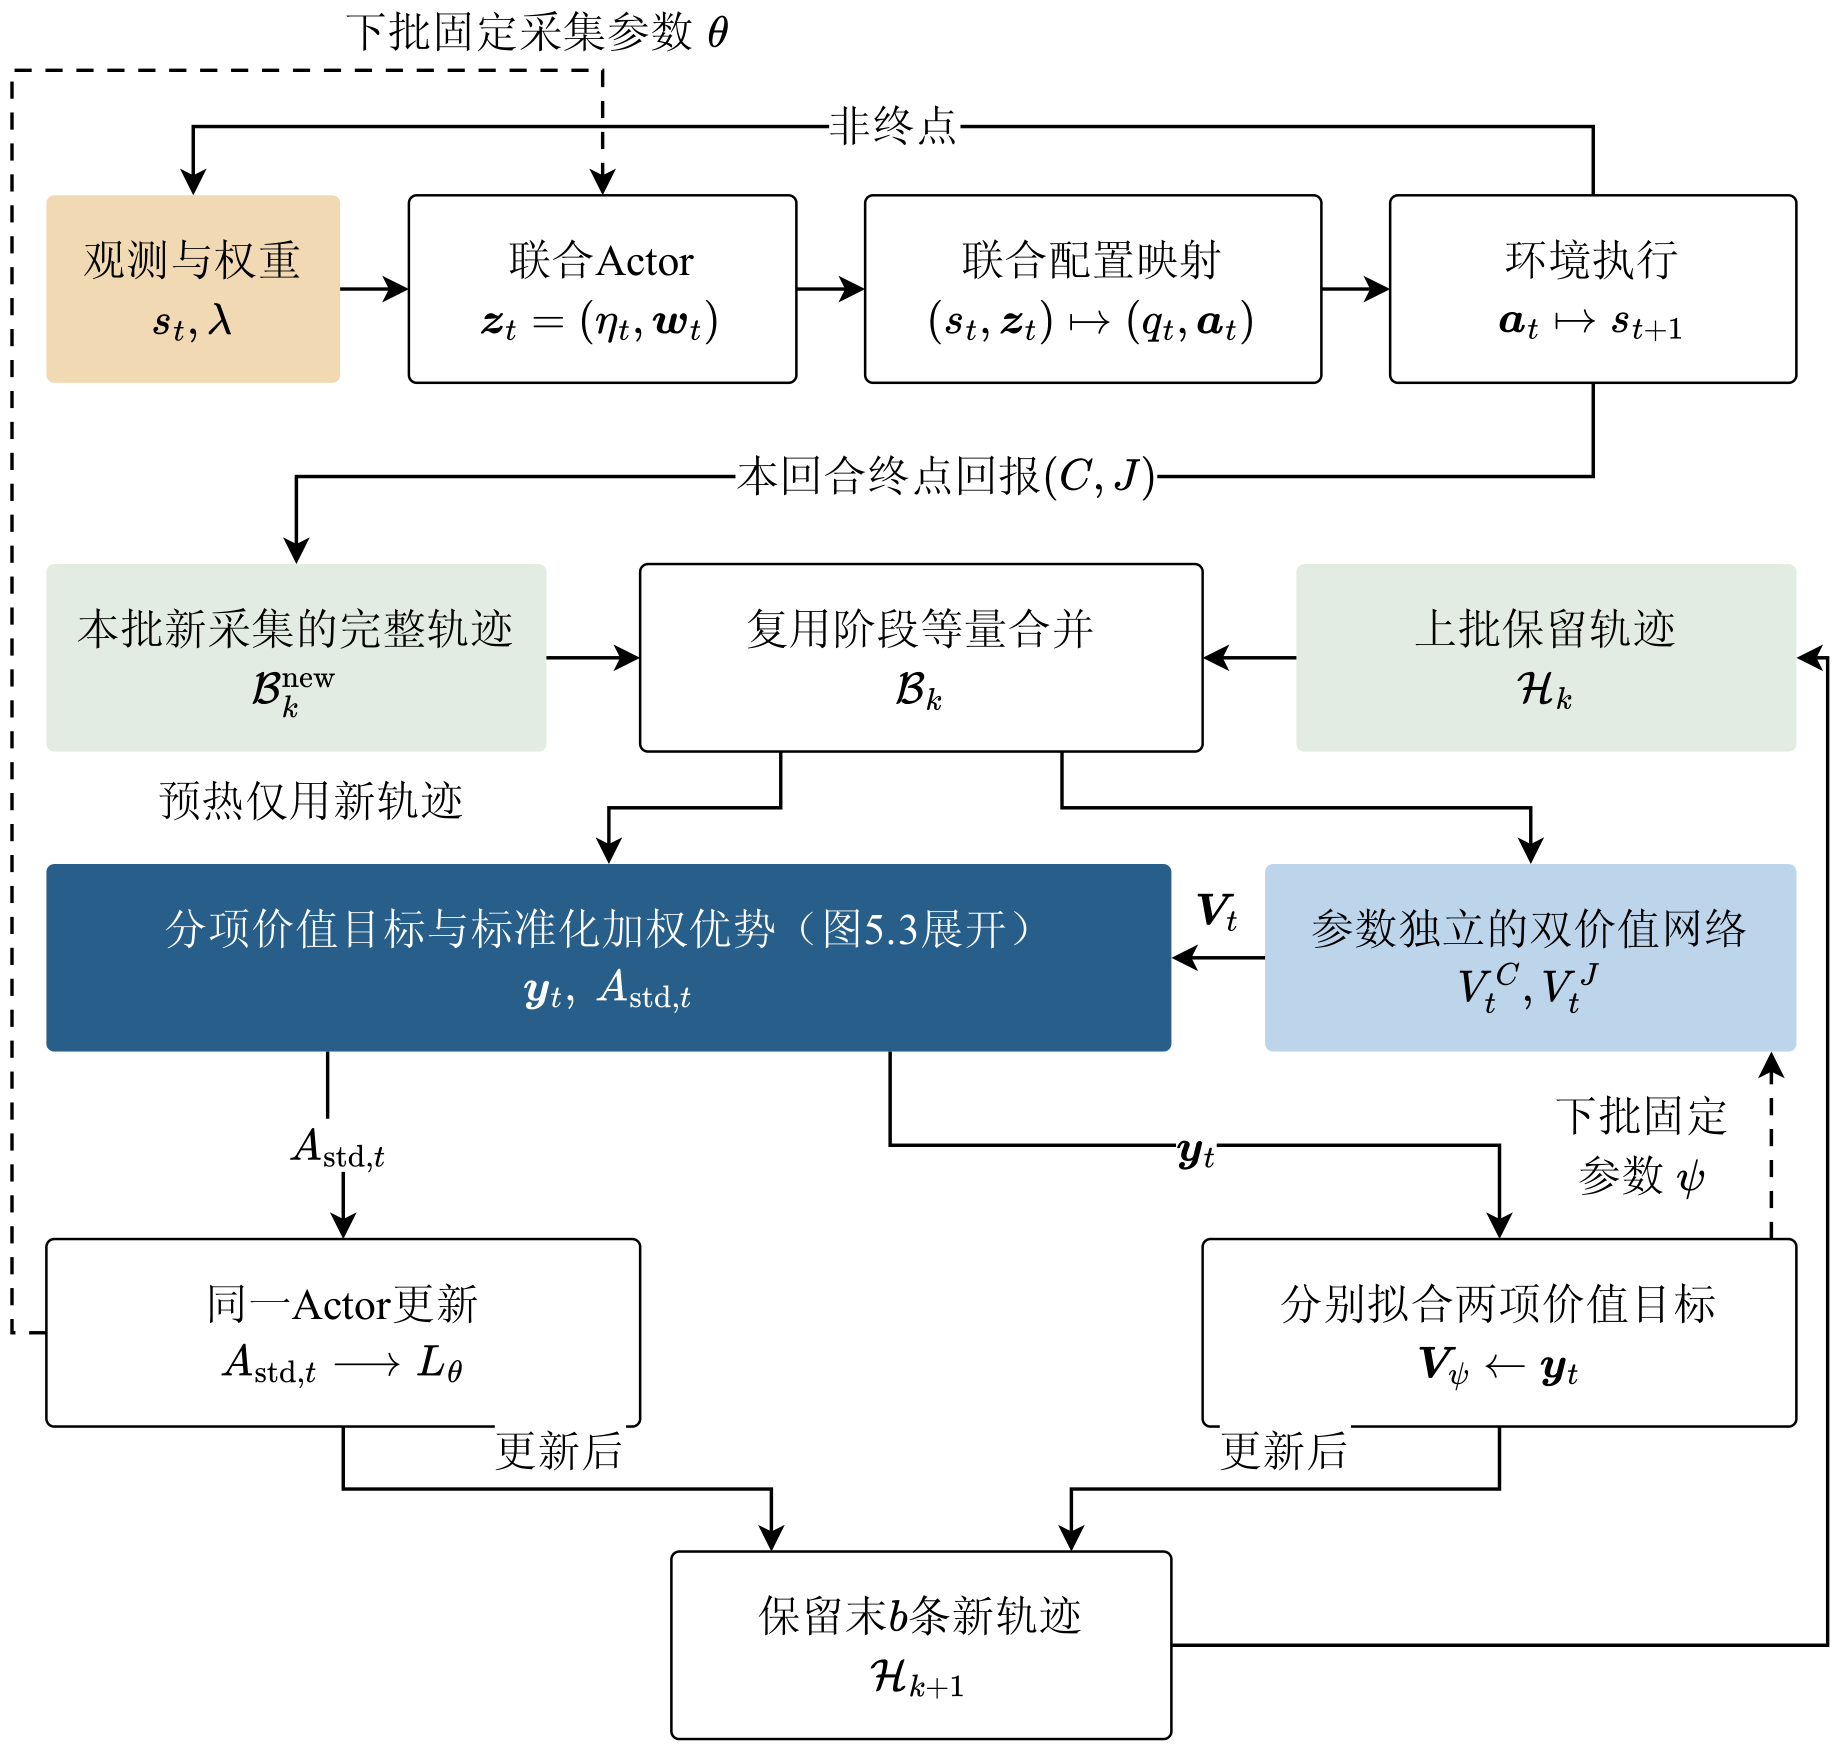 下批固定采集参数 θ
非终点
观测与权重
s_t, λ
联合Actor
z_t = (η_t, w_t)
联合配置映射
(s_t, z_t) ↦ (q_t, a_t)
环境执行
a_t ↦ s_{t+1}
本回合终点回报(C, J)
本批新采集的完整轨迹
ℬ_k^{new}
复用阶段等量合并
ℬ_k
上批保留轨迹
ℋ_k
预热仅用新轨迹
分项价值目标与标准化加权优势（图5.3展开）
y_t, A_{std,t}
V_t
参数独立的双价值网络
V_t^C, V_t^J
A_{std,t}
y_t
下批固定
参数 ψ
同一Actor更新
A_{std,t} ⟶ L_θ
分别拟合两项价值目标
V_ψ ← y_t
更新后
更新后
保留末b条新轨迹
ℋ_{k+1}